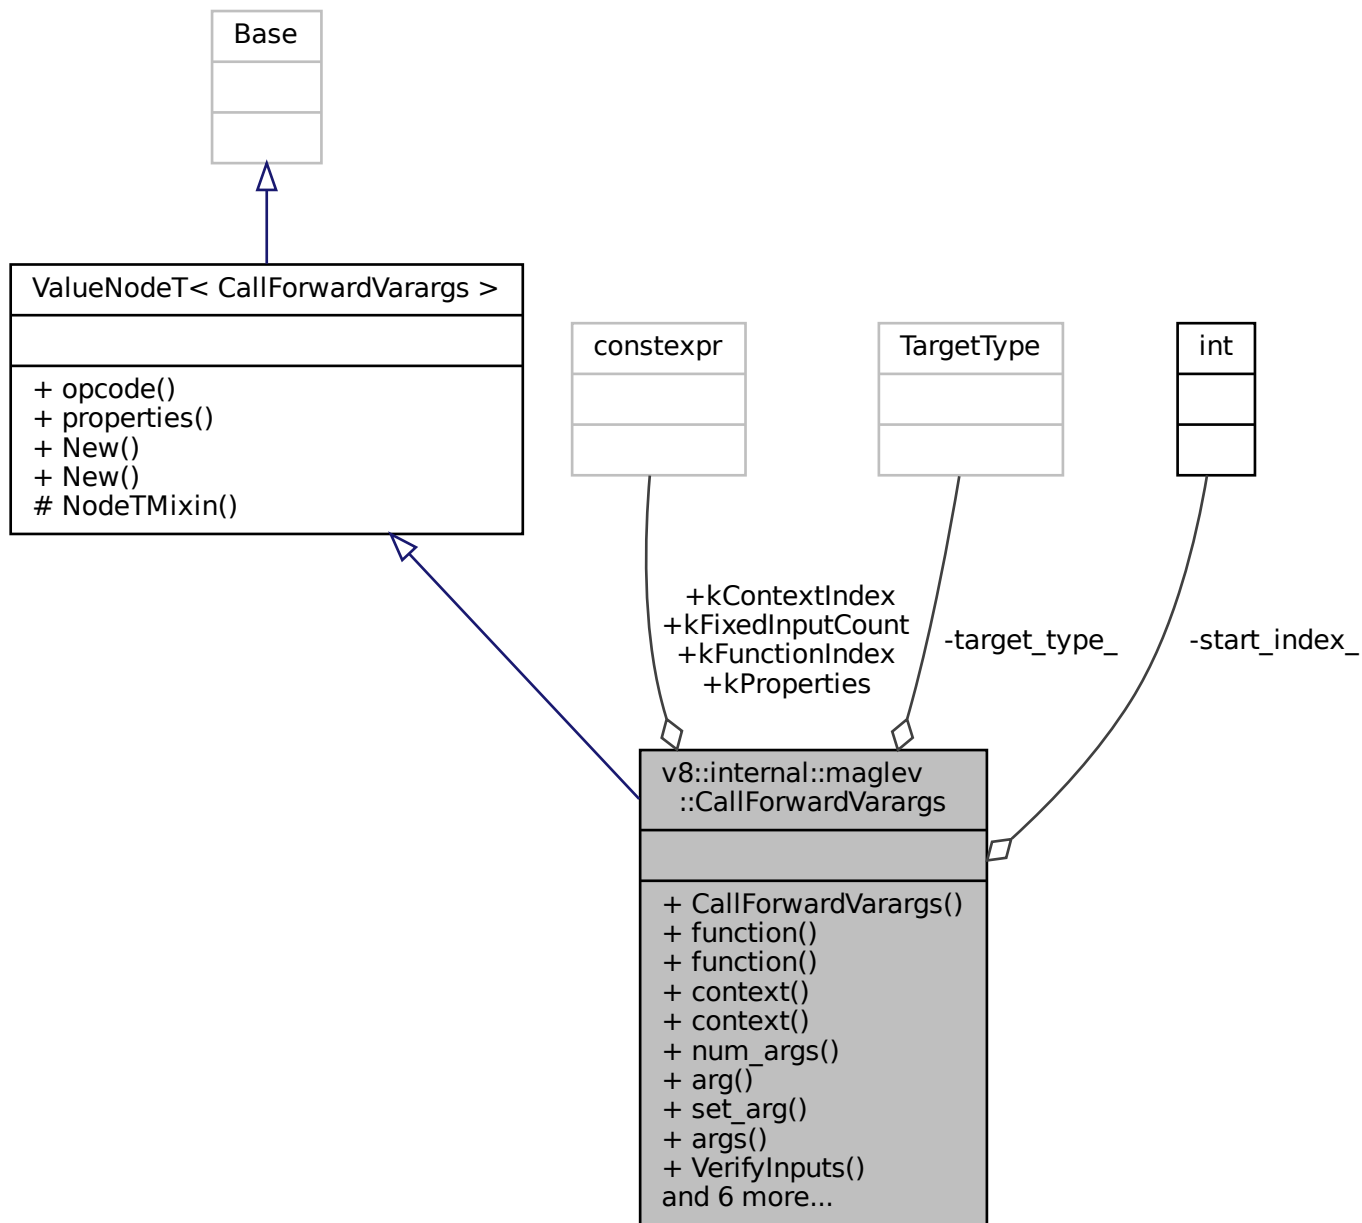 Base
ValueNodeT< CallForwardVarargs >
+ opcode()
+ properties()
+ New()
+ New()
# NodeTMixin()
constexpr
TargetType
int
+kContextIndex
+kFixedInputCount
+kFunctionIndex
+kProperties
-target_type_
-start_index_
v8::internal::maglev
::CallForwardVarargs
+ CallForwardVarargs()
+ function()
+ function()
+ context()
+ context()
+ num_args()
+ arg()
+ set_arg()
+ args()
+ VerifyInputs()
and 6 more...